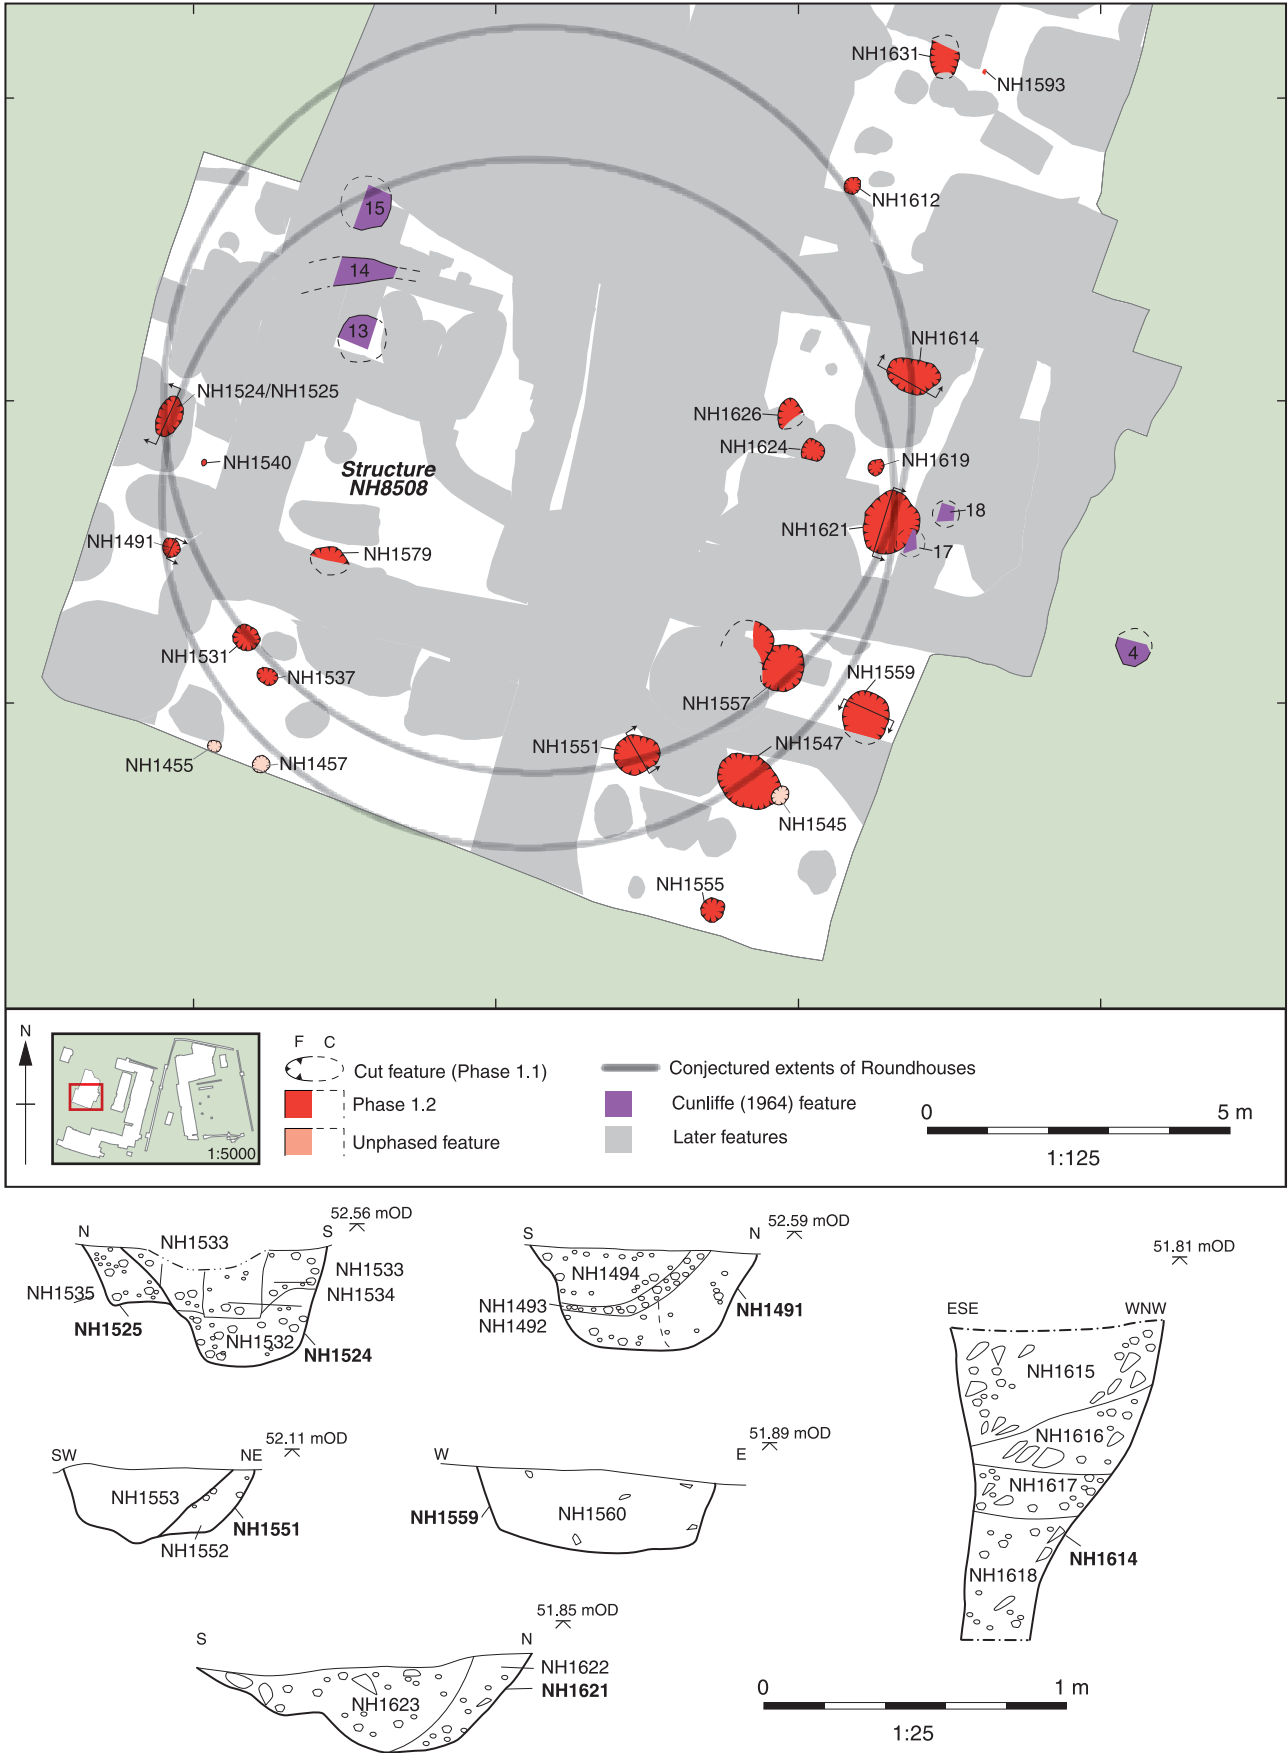 NH1631
NH1593
NH1612
15
14
13
NH1614
NH1524/NH1525
NH1626
NH1624
NH1540
NH1619
Structure
NH8508
18
NH1621
NH1491
NH1579
17
NH1531
4
NH1537
NH1559
NH1557
NH1551
NH1547
NH1455
NH1457
NH1545
NH1555
N
F C
Cut feature (Phase 1.1)
Phase 1.2
Unphased feature
1:5000
Conjectured extents of Roundhouses
Cunliffe (1964) feature
Later features
0 5 m
1:125
52.56 mOD
N S
NH1533
NH1533
NH1534
NH1535
NH1525
NH1532
NH1524
52.59 mOD
S N
NH1494
NH1493
NH1492
NH1491
51.81 mOD
ESE WNW
NH1615
NH1616
NH1617
NH1614
NH1618
52.11 mOD
SW NE
NH1553
NH1551
NH1552
51.89 mOD
W E
NH1559
NH1560
51.85 mOD
S N
NH1622
NH1621
NH1623
0 1 m
1:25